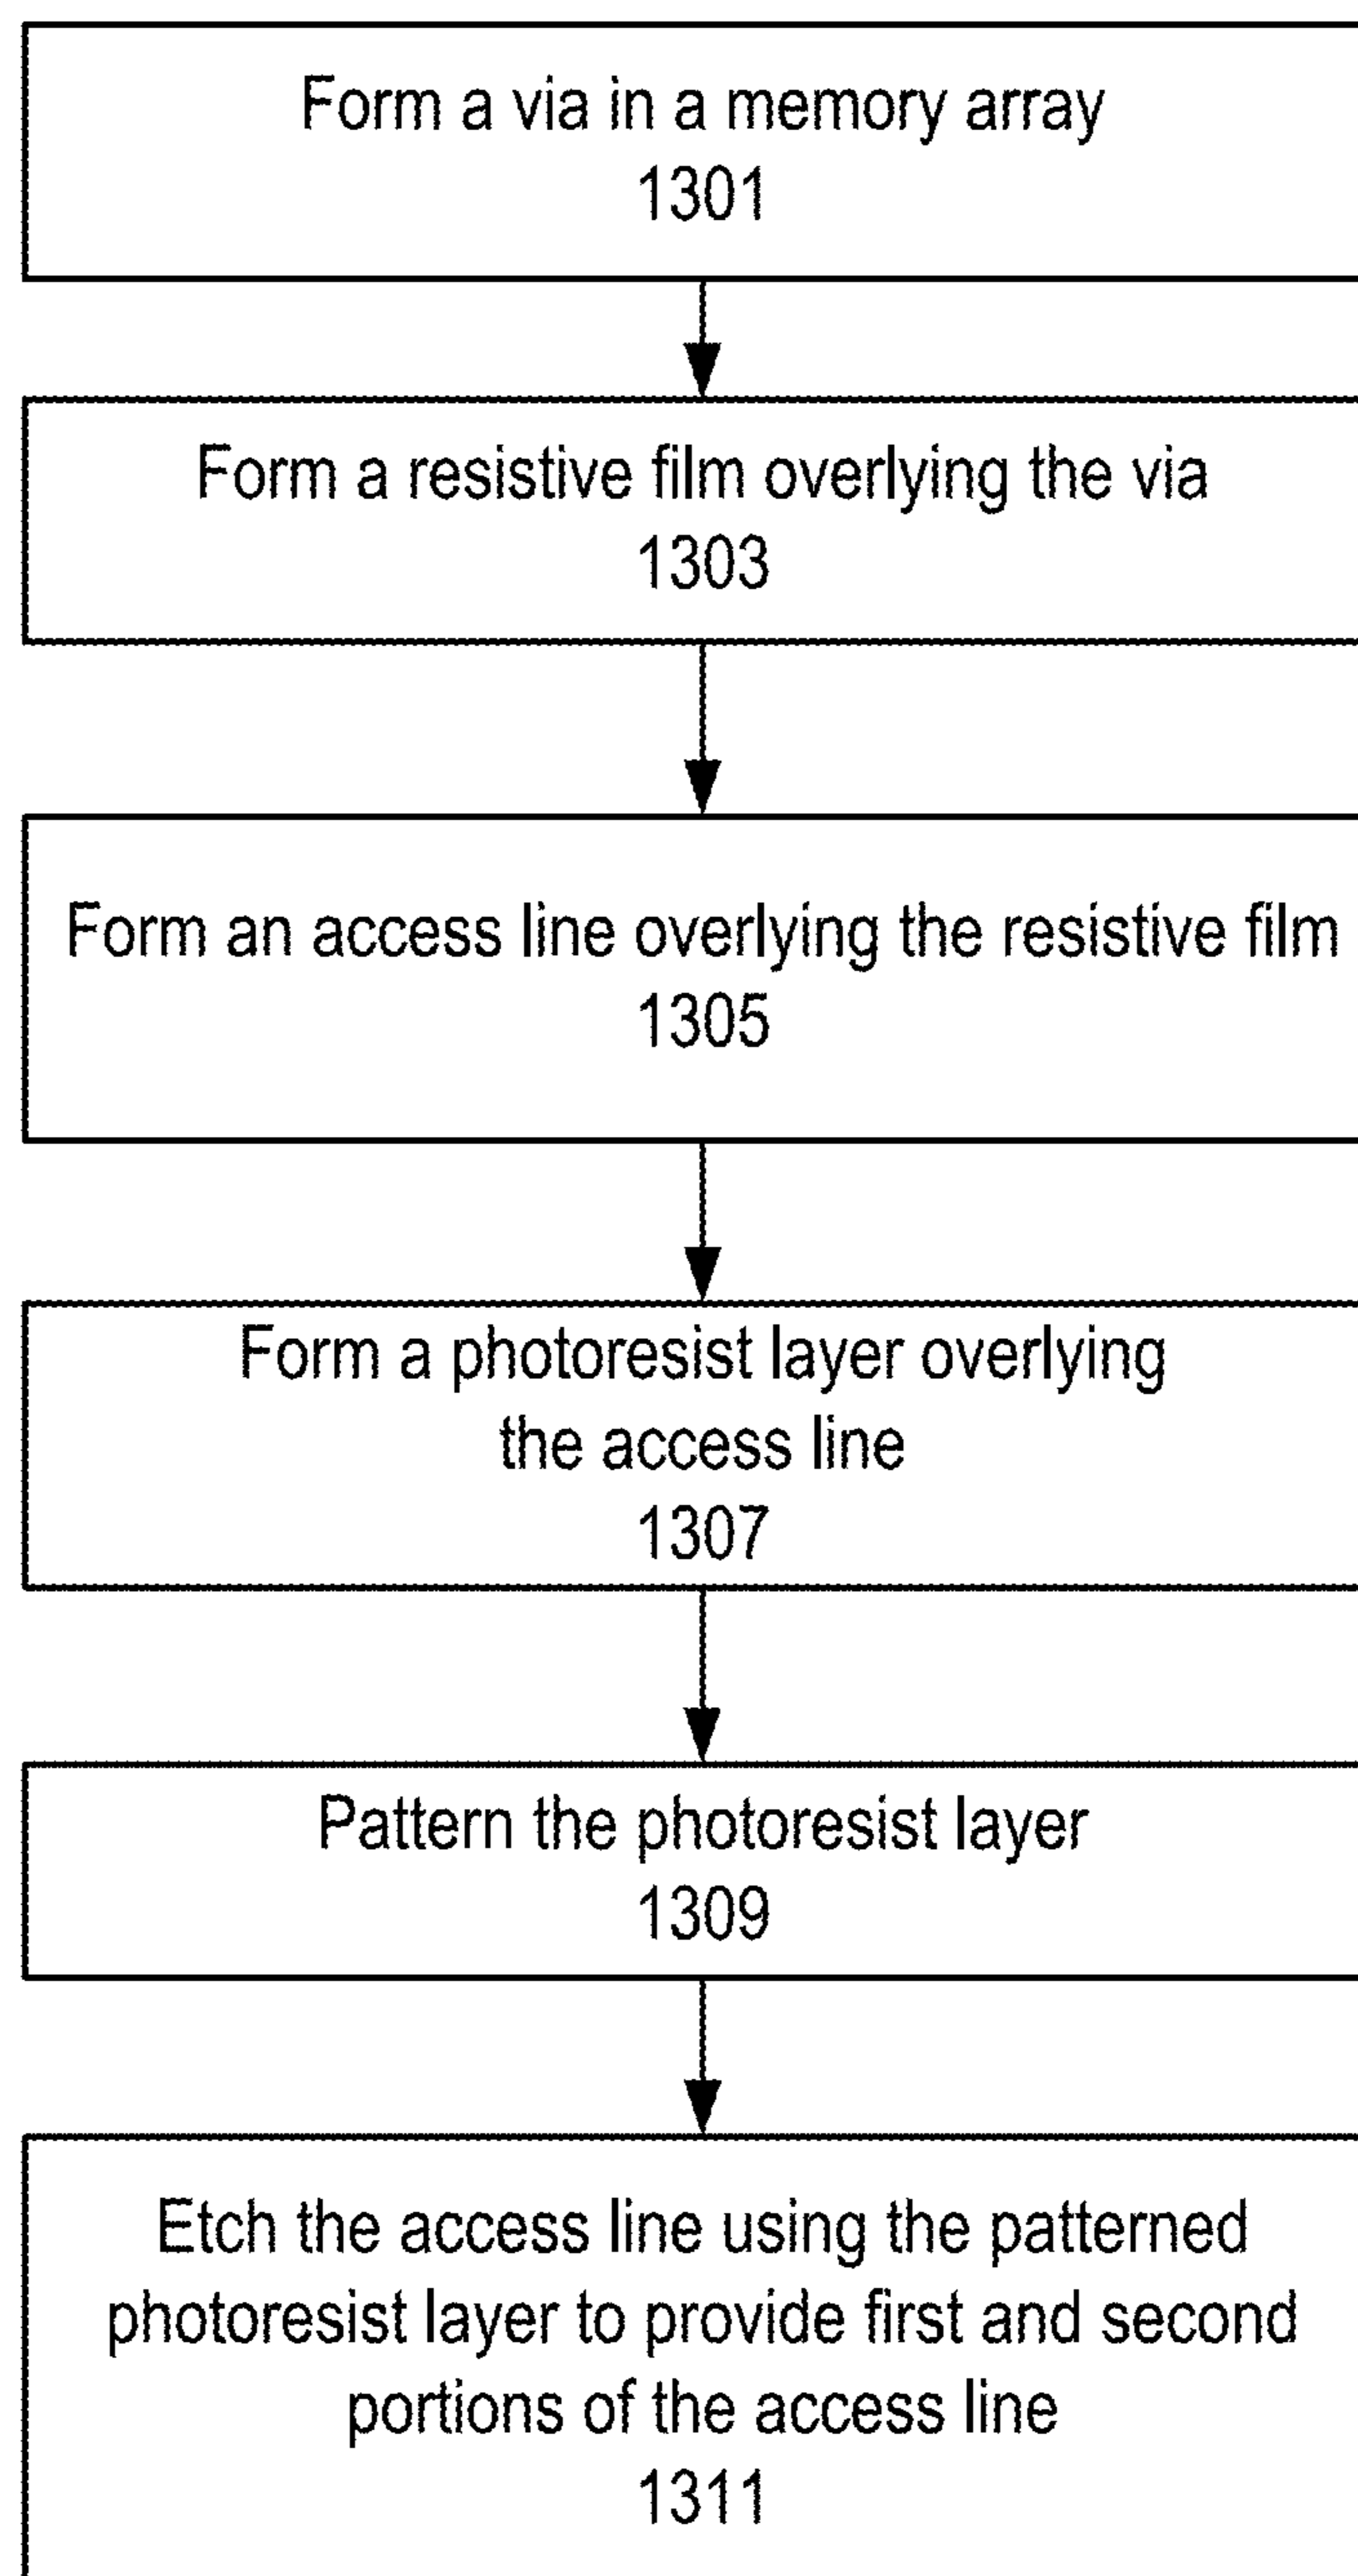 Form a via in a memory array
1301
Form a resistive film overlying the via
1303
Form an access line overlying the resistive film
1305
Form a photoresist layer overlying
the access line
1307
Pattern the photoresist layer
1309
Etch the access line using the patterned
photoresist layer to provide first and second
portions of the access line
1311